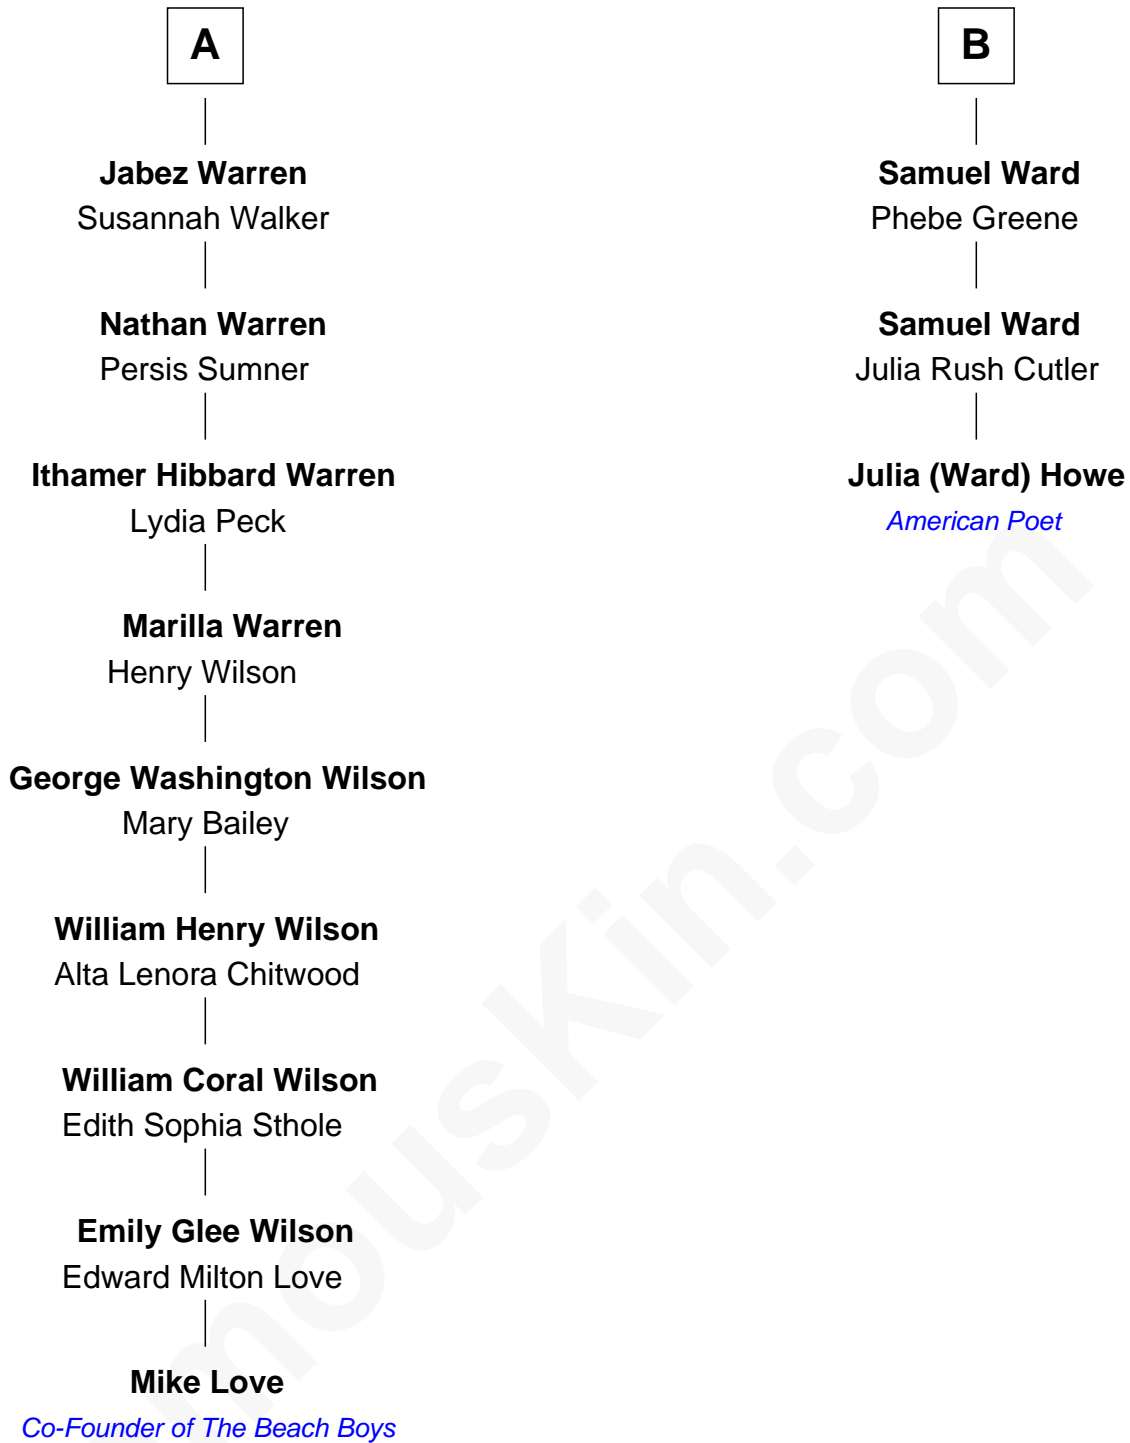 A
Jabez Warren
Susannah Walker
Nathan Warren
Persis Sumner
Ithamer Hibbard Warren
Lydia Peck
Marilla Warren
Henry Wilson
George Washington Wilson
Mary Bailey
William Henry Wilson
Alta Lenora Chitwood
William Coral Wilson
Edith Sophia Sthole
Emily Glee Wilson
Edward Milton Love
Mike Love
Co-Founder of The Beach Boys
B
Samuel Ward
Phebe Greene
Samuel Ward
Julia Rush Cutler
Julia (Ward) Howe
American Poet
mousKin.com